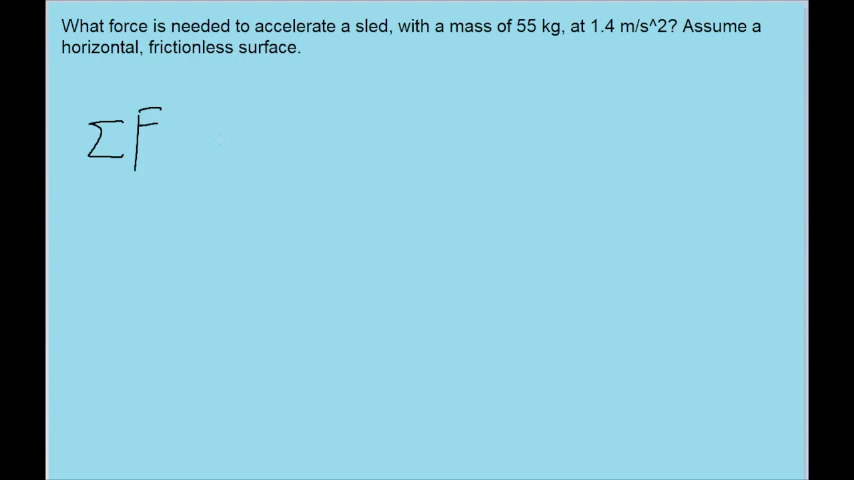 What force is needed to accelerate a sled, with a mass of 55 kg, at 1.4 m/s^2? Assume a
horizontal, frictionless surface.
ΣF